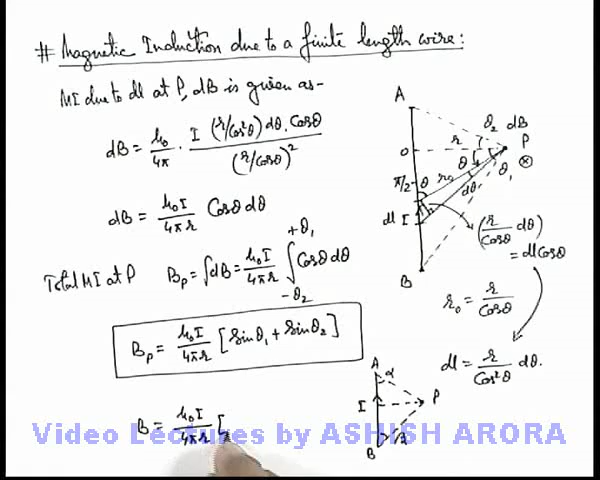 # Magnetic Induction due to a finite length wire:
MI due to dl at P, dB is given as-
dB = μ₀/4π · I (r/cos²θ) dθ. Cosθ / (r/cosθ)²
dB = μ₀I/4πr Cosθ dθ
Total MI at P B_P = ∫dB = μ₀I/4πr ∫_{-θ₂}^{+θ₁} Cosθ dθ
B_P = μ₀I/4πr [Sinθ₁ + Sinθ₂]
B = μ₀I/4πr [
A
θ₂ dB
r
P
O
θ
θ₁
⊗
π/2-θ
r₀
dθ
dl
I
(r/Cosθ dθ)
= dl Cosθ
B
r₀ = r/Cosθ
dl = r/Cos²θ dθ.
A
α
I
P
B
Video Lectures by ASHISH ARORA